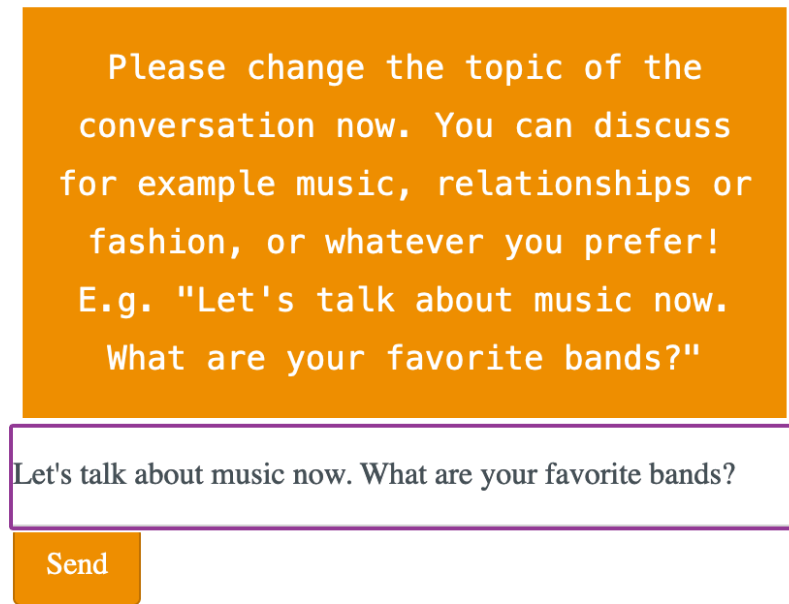 Please change the topic of the
conversation now. You can discuss
for example music, relationships or
fashion, or whatever you prefer!
E.g. "Let's talk about music now.
What are your favorite bands?"
Let's talk about music now. What are your favorite bands?
Send